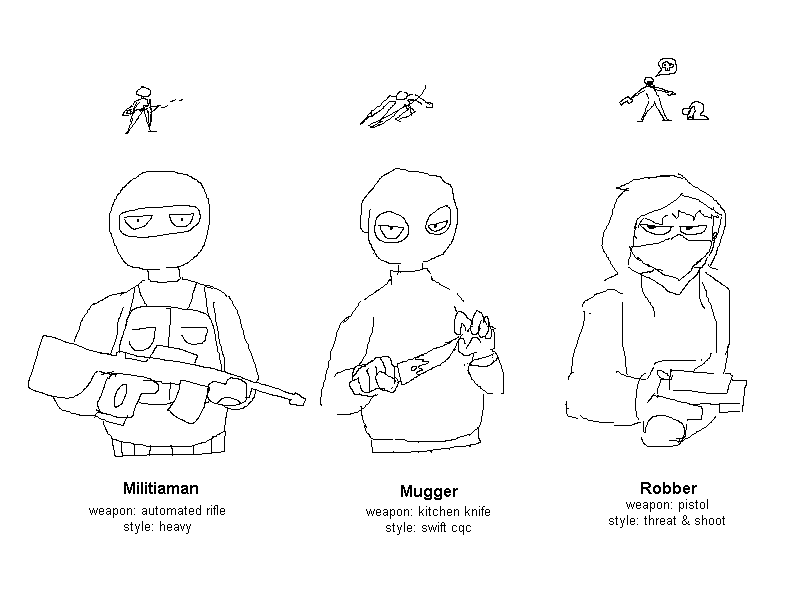 Militiaman
weapon: automated rifle
style: heavy
Mugger
weapon: kitchen knife
style: swift cqc
Robber
weapon: pistol
style: threat & shoot